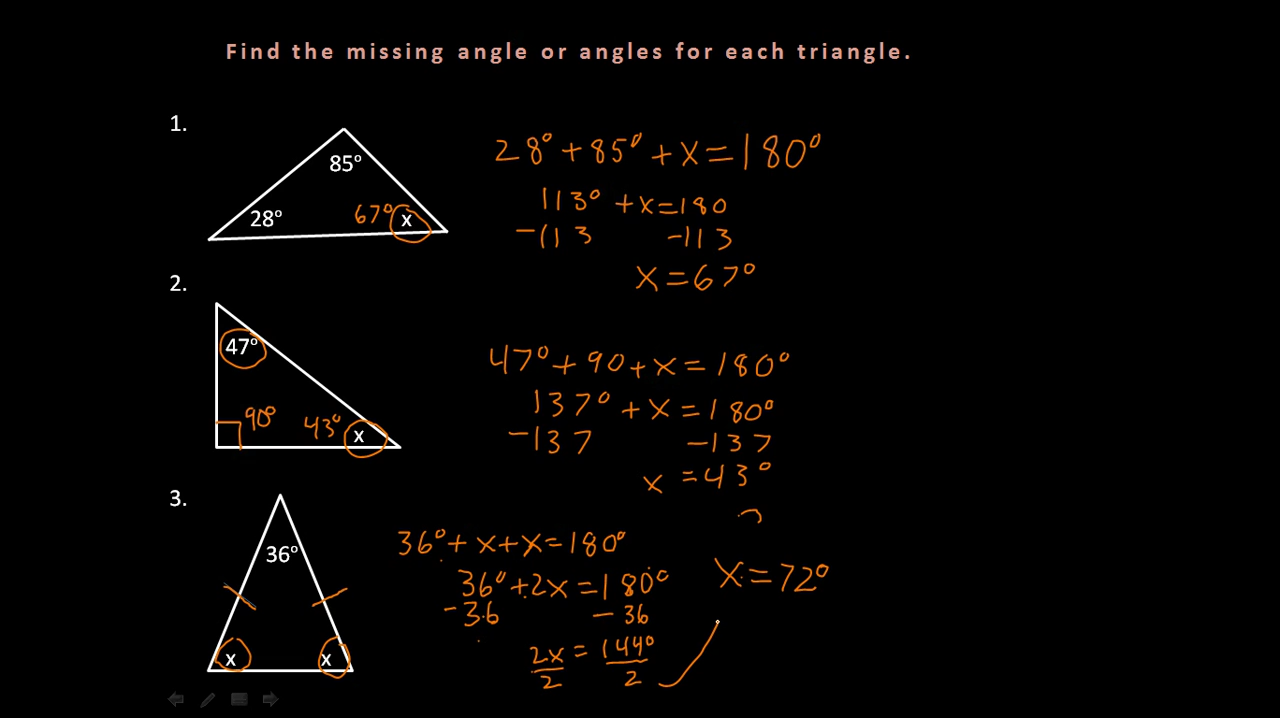 Find the missing angle or angles for each triangle.
1.
85°
28°
67° x
28° + 85° + x = 180°
113° + x = 180
-113 -113
x = 67°
2.
47°
90°
43° x
47° + 90 + x = 180°
137° + x = 180°
-137 -137
x = 43°
3.
36°
x x
36° + x + x = 180°
36° + 2x = 180°
-36 -36
2x = 144°
2 2
x = 72°